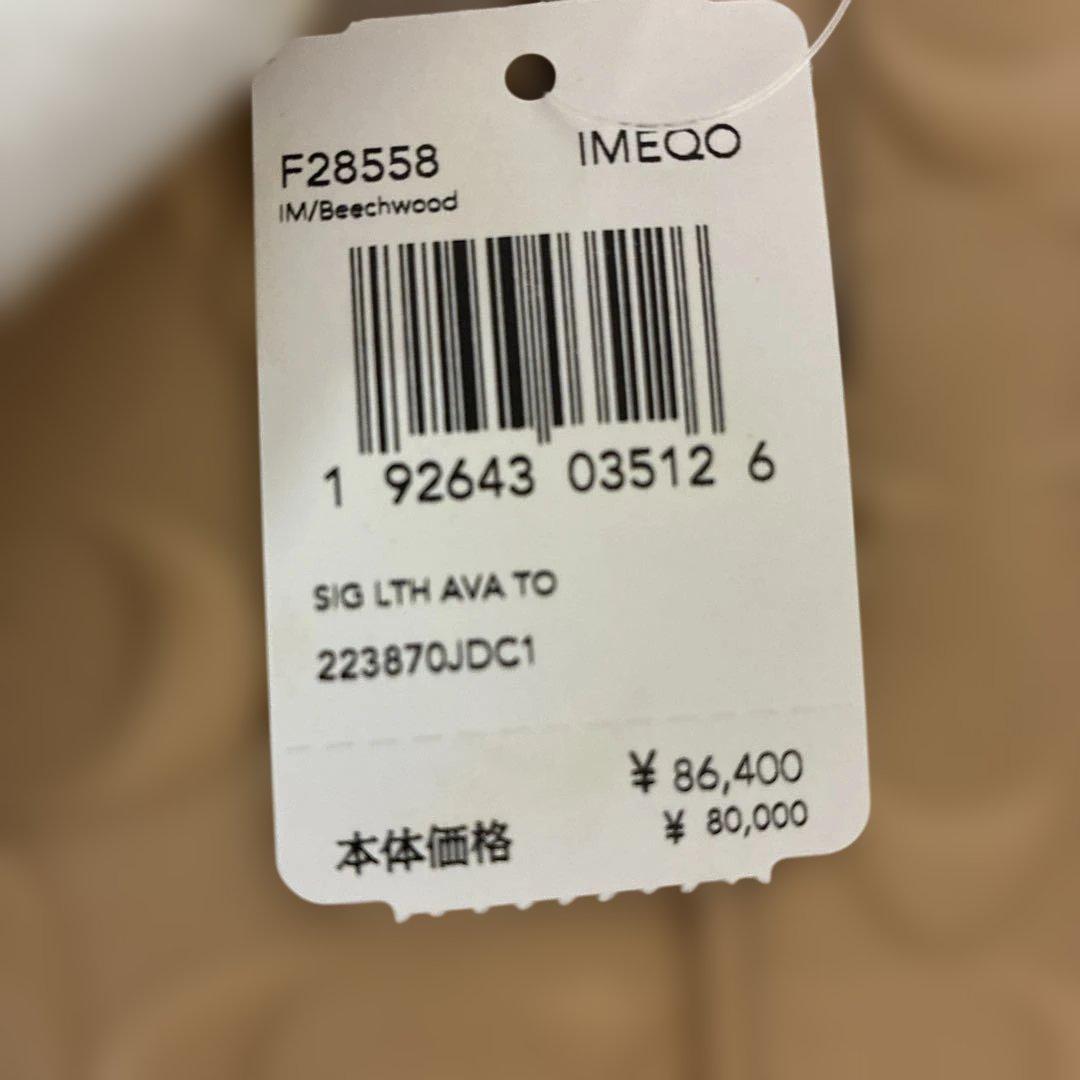 F28558 IMEQO
IM/Beechwood
1 92643 03512 6
SIG LTH AVA TO
223870JDC1
¥ 86,400
本体価格 ¥ 80,000